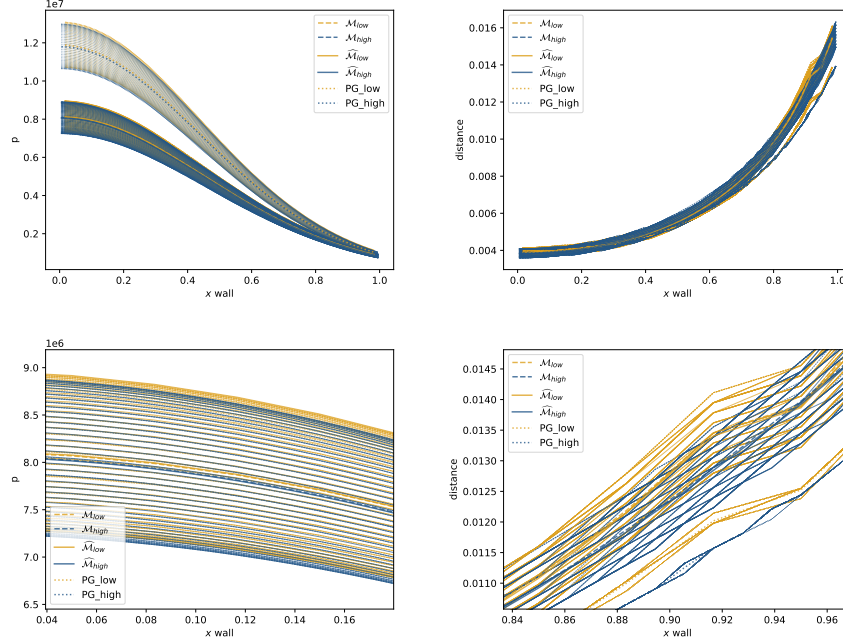 1e7
1.2
1.0
0.8
0.6
0.4
0.2
p
0.0 0.2 0.4 0.6 0.8 1.0
x wall
ℳ_low
ℳ_high
ℳ̂_low
ℳ̂_high
PG_low
PG_high
0.016
0.014
0.012
0.010
0.008
0.006
0.004
distance
0.0 0.2 0.4 0.6 0.8 1.0
x wall
ℳ_low
ℳ_high
ℳ̂_low
ℳ̂_high
PG_low
PG_high
1e6
9.0
8.5
8.0
7.5
7.0
6.5
p
0.04 0.06 0.08 0.10 0.12 0.14 0.16
x wall
ℳ_low
ℳ_high
ℳ̂_low
ℳ̂_high
PG_low
PG_high
0.0145
0.0140
0.0135
0.0130
0.0125
0.0120
0.0115
0.0110
distance
0.84 0.86 0.88 0.90 0.92 0.94 0.96
x wall
ℳ_low
ℳ_high
ℳ̂_low
ℳ̂_high
PG_low
PG_high